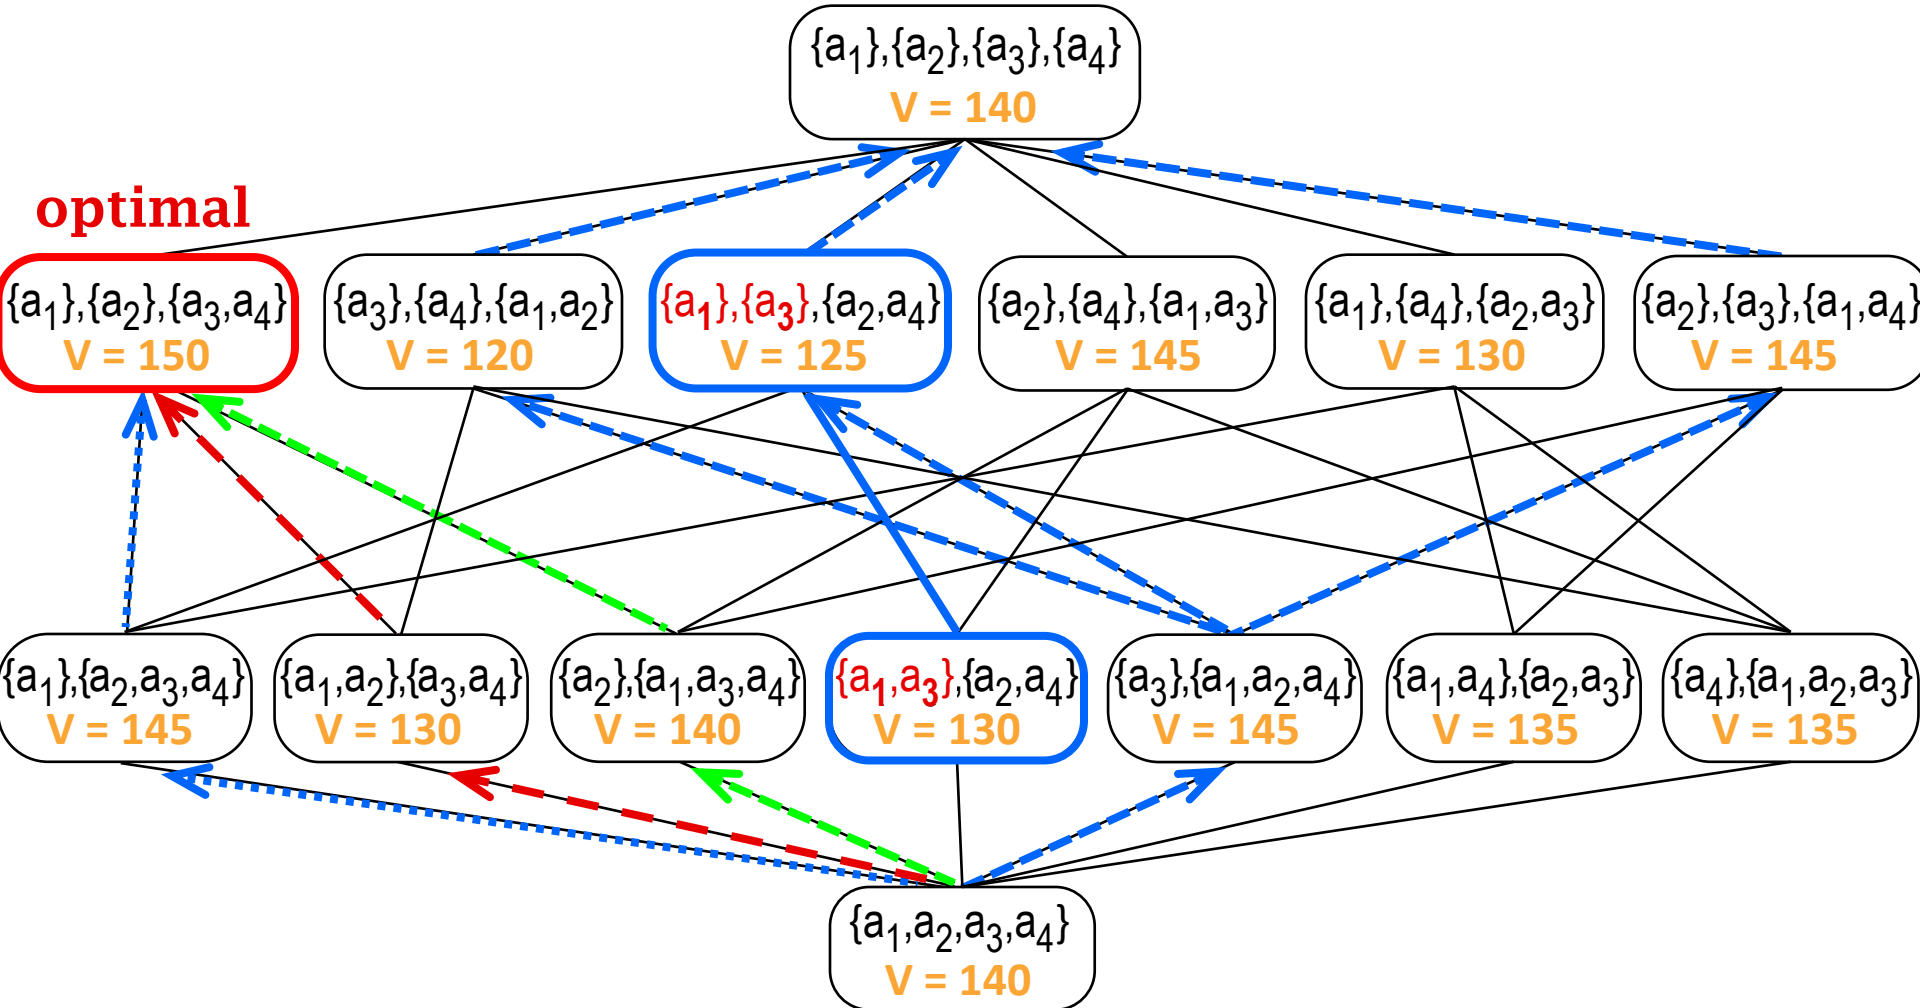 {a₁},{a₂},{a₃},{a₄}
V = 140
optimal
{a₁},{a₂},{a₃,a₄}
V = 150
{a₃},{a₄},{a₁,a₂}
V = 120
{a₁},{a₃},{a₂,a₄}
V = 125
{a₂},{a₄},{a₁,a₃}
V = 145
{a₁},{a₄},{a₂,a₃}
V = 130
{a₂},{a₃},{a₁,a₄}
V = 145
{a₁},{a₂,a₃,a₄}
V = 145
{a₁,a₂},{a₃,a₄}
V = 130
{a₂},{a₁,a₃,a₄}
V = 140
{a₁,a₃},{a₂,a₄}
V = 130
{a₃},{a₁,a₂,a₄}
V = 145
{a₁,a₄},{a₂,a₃}
V = 135
{a₄},{a₁,a₂,a₃}
V = 135
{a₁,a₂,a₃,a₄}
V = 140